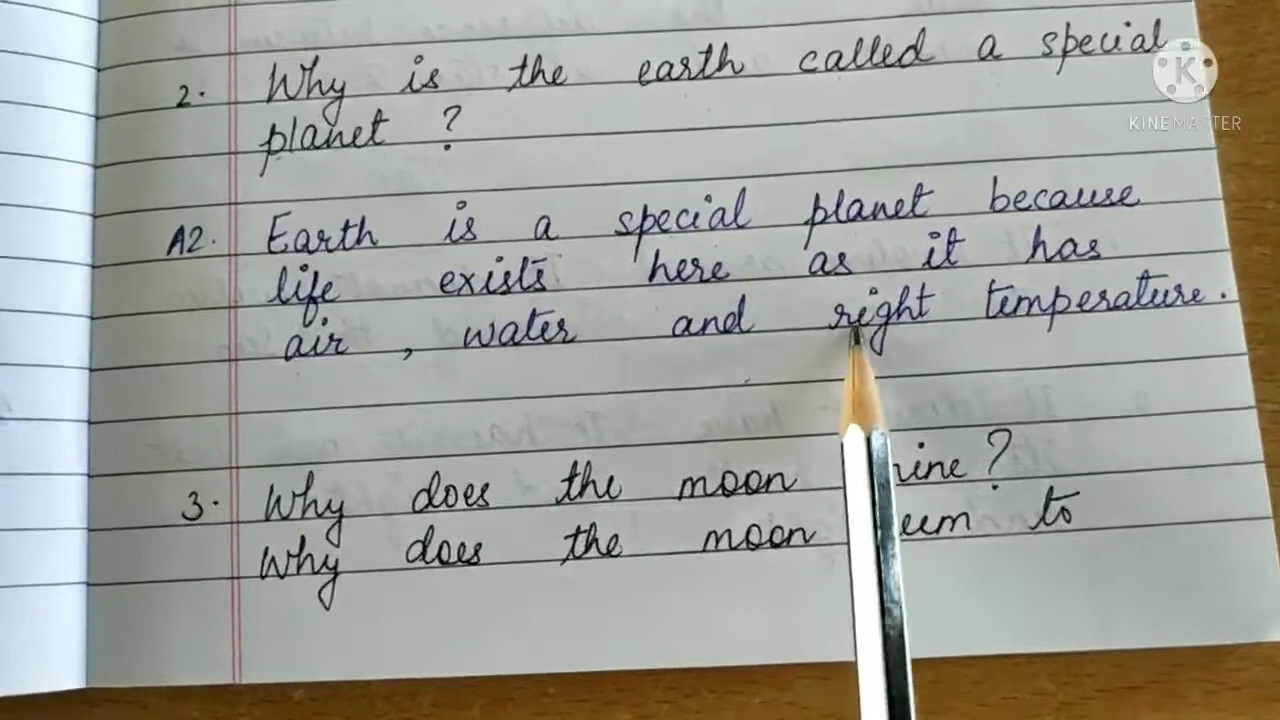 2. Why is the earth called a special
planet ?
A2. Earth is a special planet because
life exists here as it has
air , water and right temperature.
3. Why does the moon ?
Why does the moon to
KINEMASTER